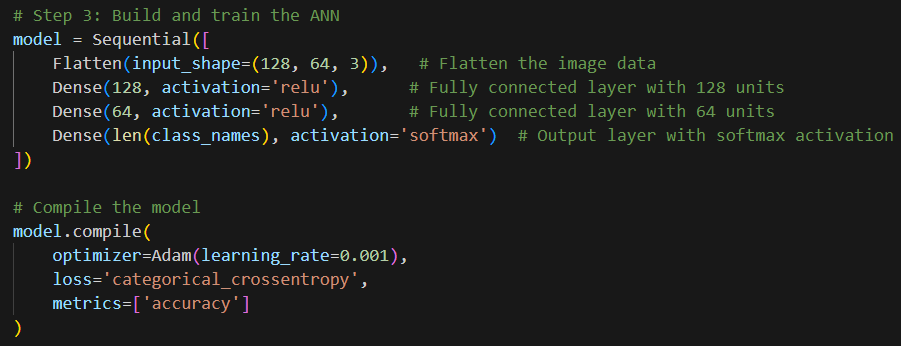 # Step 3: Build and train the ANN
model = Sequential([
    Flatten(input_shape=(128, 64, 3)),   # Flatten the image data
    Dense(128, activation='relu'),      # Fully connected layer with 128 units
    Dense(64, activation='relu'),       # Fully connected layer with 64 units
    Dense(len(class_names), activation='softmax')  # Output layer with softmax activation
])

# Compile the model
model.compile(
    optimizer=Adam(learning_rate=0.001),
    loss='categorical_crossentropy',
    metrics=['accuracy']
)